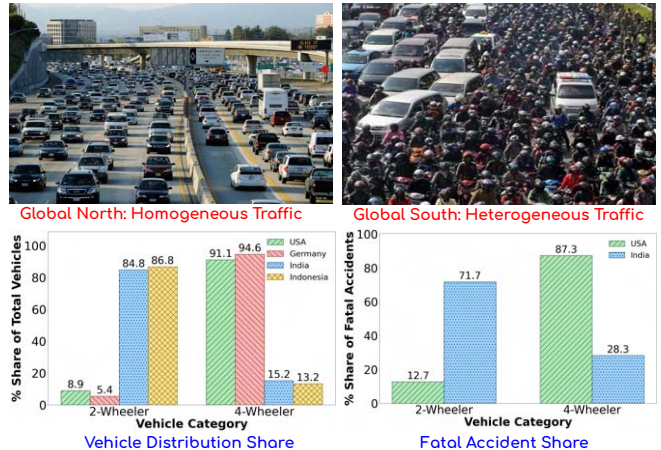 Global North: Homogeneous Traffic
Global South: Heterogeneous Traffic
% Share of Total Vehicles
100
80
60
40
20
0
8.9
5.4
84.8
86.8
91.1
94.6
15.2
13.2
USA
Germany
India
Indonesia
2-Wheeler
4-Wheeler
Vehicle Category
Vehicle Distribution Share
% Share of Fatal Accidents
100
80
60
40
20
0
12.7
71.7
87.3
28.3
USA
India
2-Wheeler
4-Wheeler
Vehicle Category
Fatal Accident Share